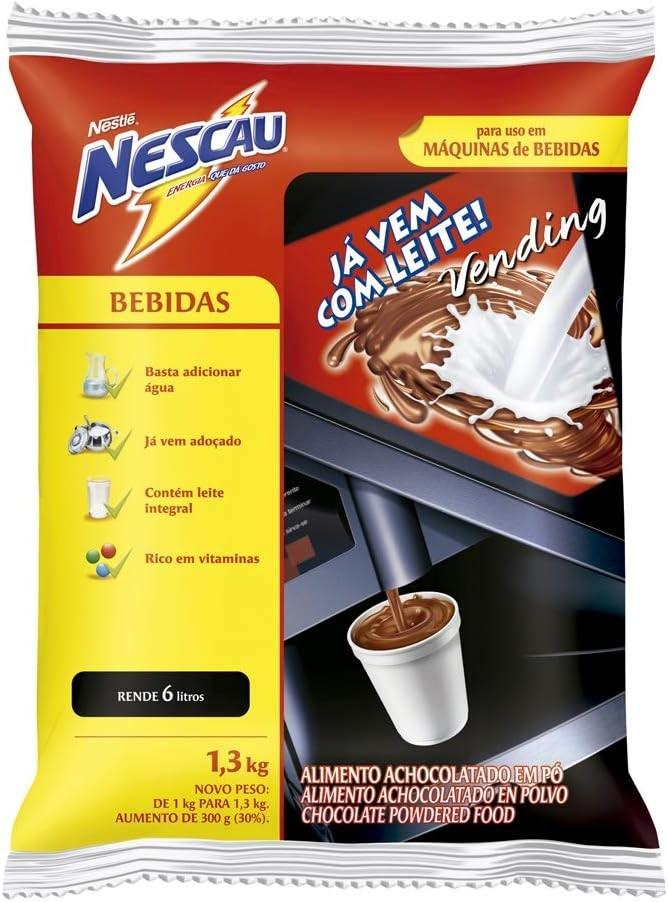 Nestlé.
NESCAU
ENERGIA QUE DÁ GOSTO
para uso em
MÁQUINAS de BEBIDAS
JÁ VEM
COM LEITE!
Vending
BEBIDAS
Basta adicionar
água
Já vem adoçado
Contém leite
integral
Rico em vitaminas
RENDE 6 litros
1,3 kg
NOVO PESO:
DE 1 kg PARA 1,3 kg.
AUMENTO DE 300 g (30%).
ALIMENTO ACHOCOLATADO EM PÓ
ALIMENTO ACHOCOLATADO EN POLVO
CHOCOLATE POWDERED FOOD